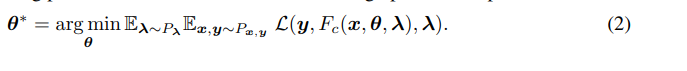 θ* = arg min_θ 𝔼_{λ∼P_λ} 𝔼_{x,y∼P_{x,y}} ℒ(y, F_c(x, θ, λ), λ). (2)